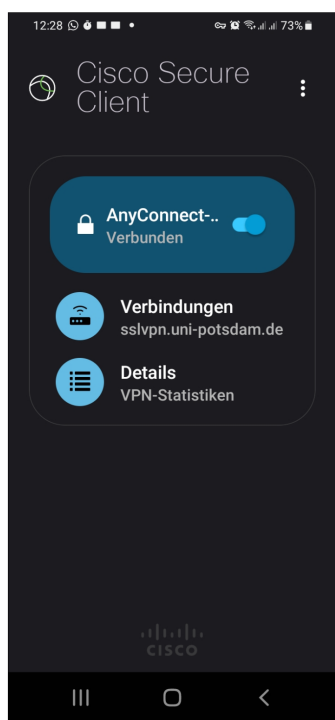 12:28 73%
Cisco Secure
Client
AnyConnect-..
Verbunden
Verbindungen
sslvpn.uni-potsdam.de
Details
VPN-Statistiken
CISCO